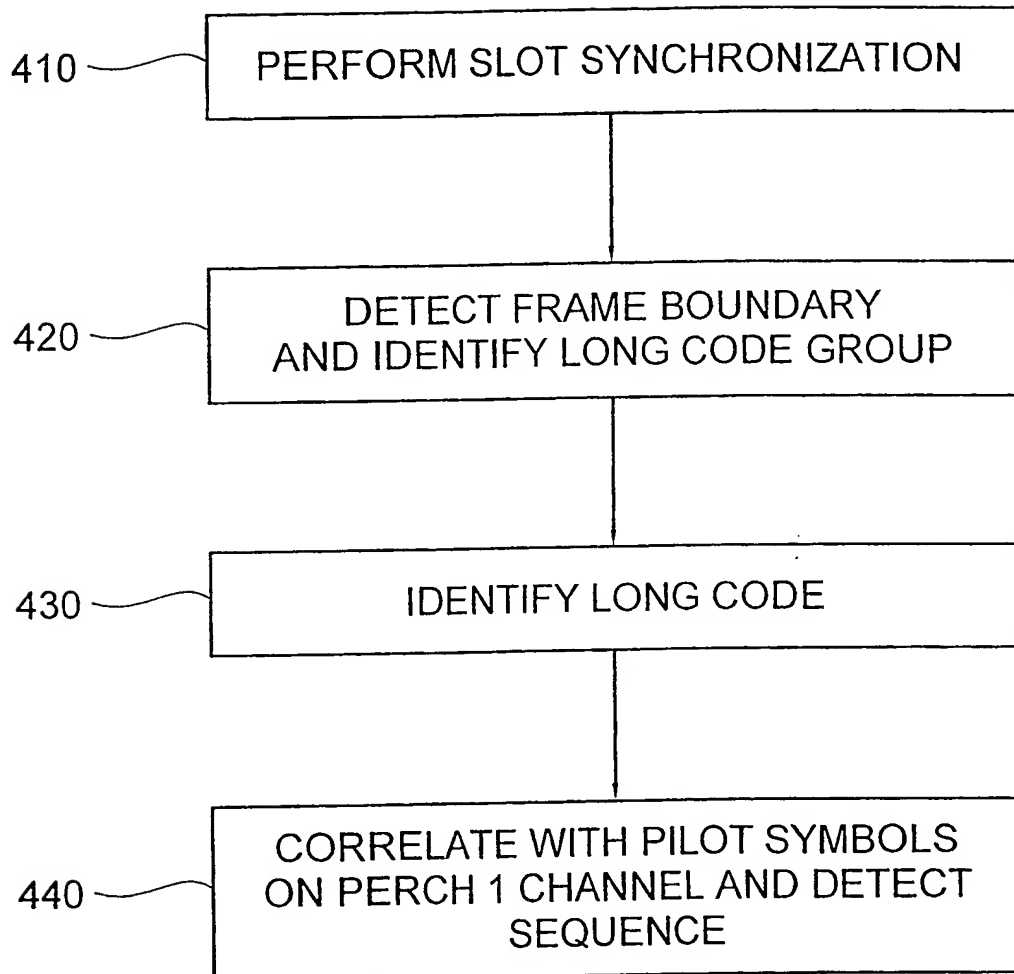 410
PERFORM SLOT SYNCHRONIZATION
420
DETECT FRAME BOUNDARY
AND IDENTIFY LONG CODE GROUP
430
IDENTIFY LONG CODE
440
CORRELATE WITH PILOT SYMBOLS
ON PERCH 1 CHANNEL AND DETECT
SEQUENCE